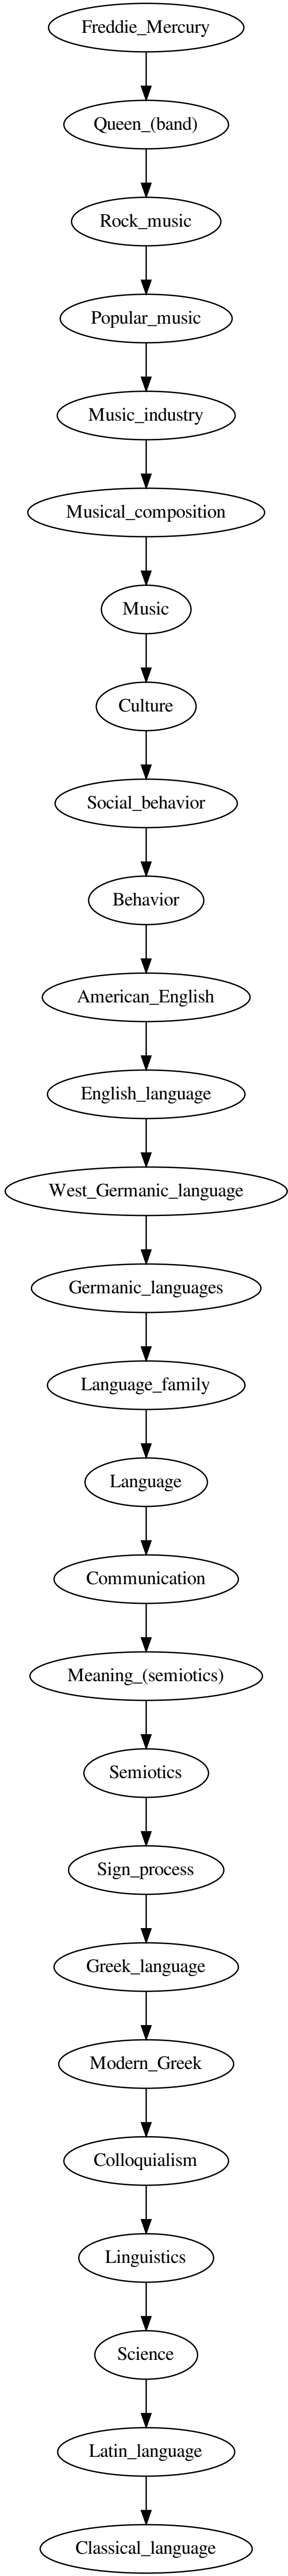 Freddie_Mercury
Queen_(band)
Rock_music
Popular_music
Music_industry
Musical_composition
Music
Culture
Social_behavior
Behavior
American_English
English_language
West_Germanic_language
Germanic_languages
Language_family
Language
Communication
Meaning_(semiotics)
Semiotics
Sign_process
Greek_language
Modern_Greek
Colloquialism
Linguistics
Science
Latin_language
Classical_language